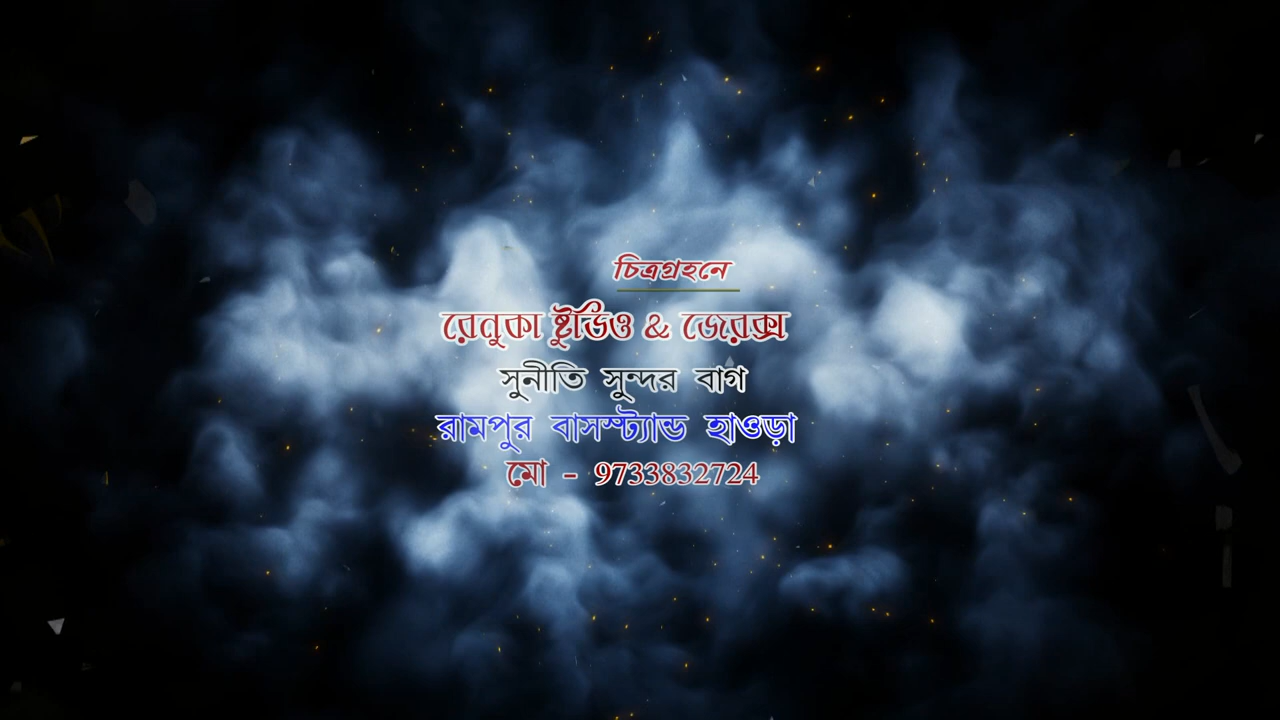 চিত্রগ্রহনে
রেনুকা ষ্টুডিও & জেরক্স
সুনীতি সুন্দর বাগ
রামপুর বাসস্ট্যান্ড হাওড়া
মো - 9733832724